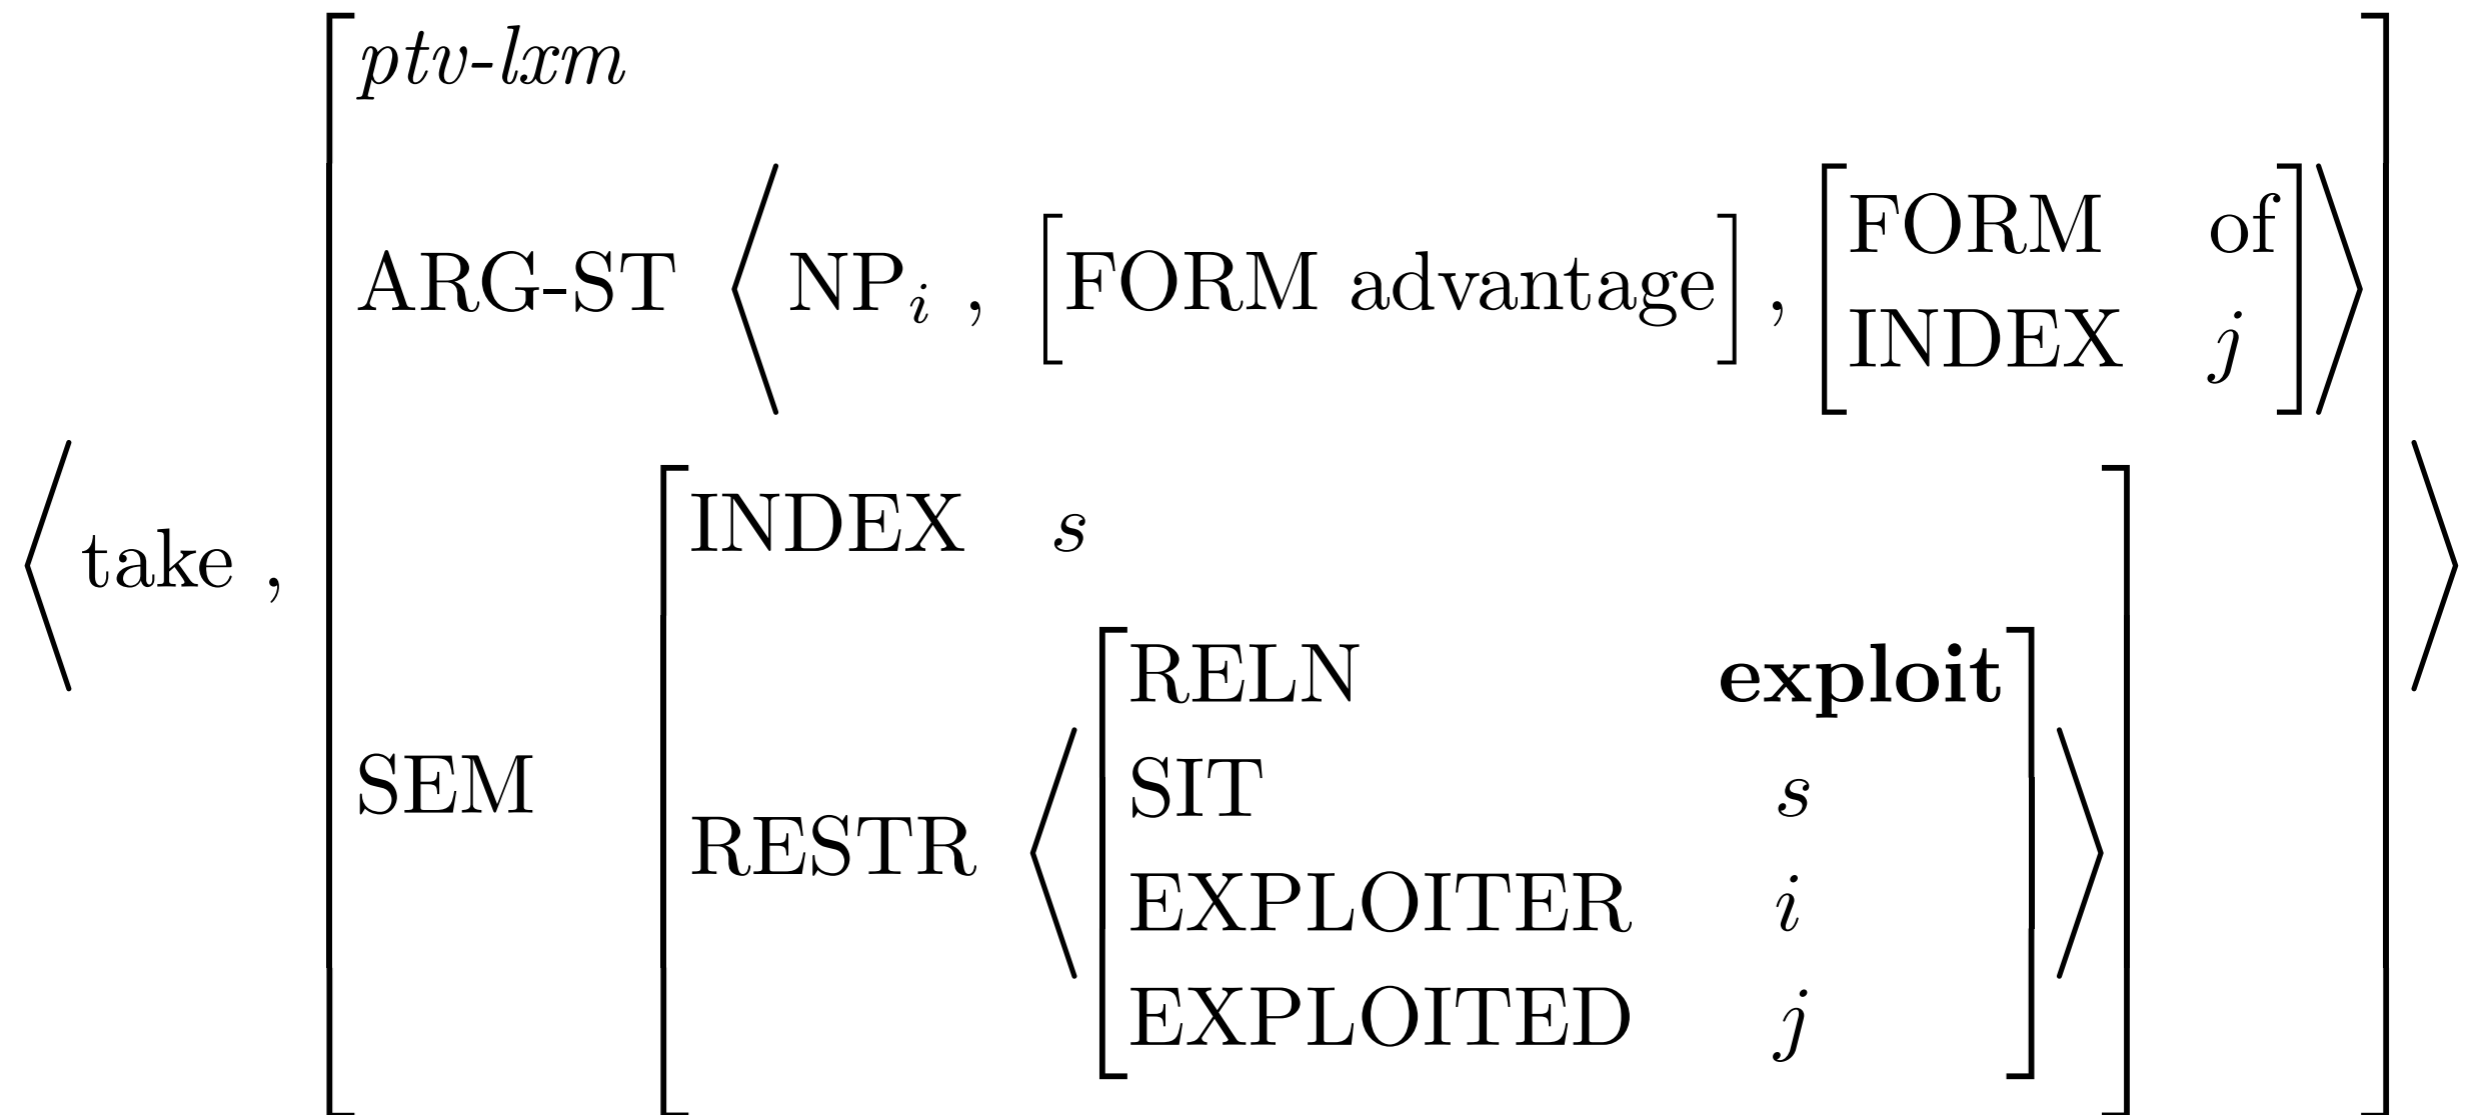 ptv-lxm
ARG-ST ⟨ NP_i , [FORM advantage] , [FORM of
INDEX j] ⟩
⟨ take ,
SEM
INDEX s
RESTR
RELN exploit
SIT s
EXPLOITER i
EXPLOITED j
⟩